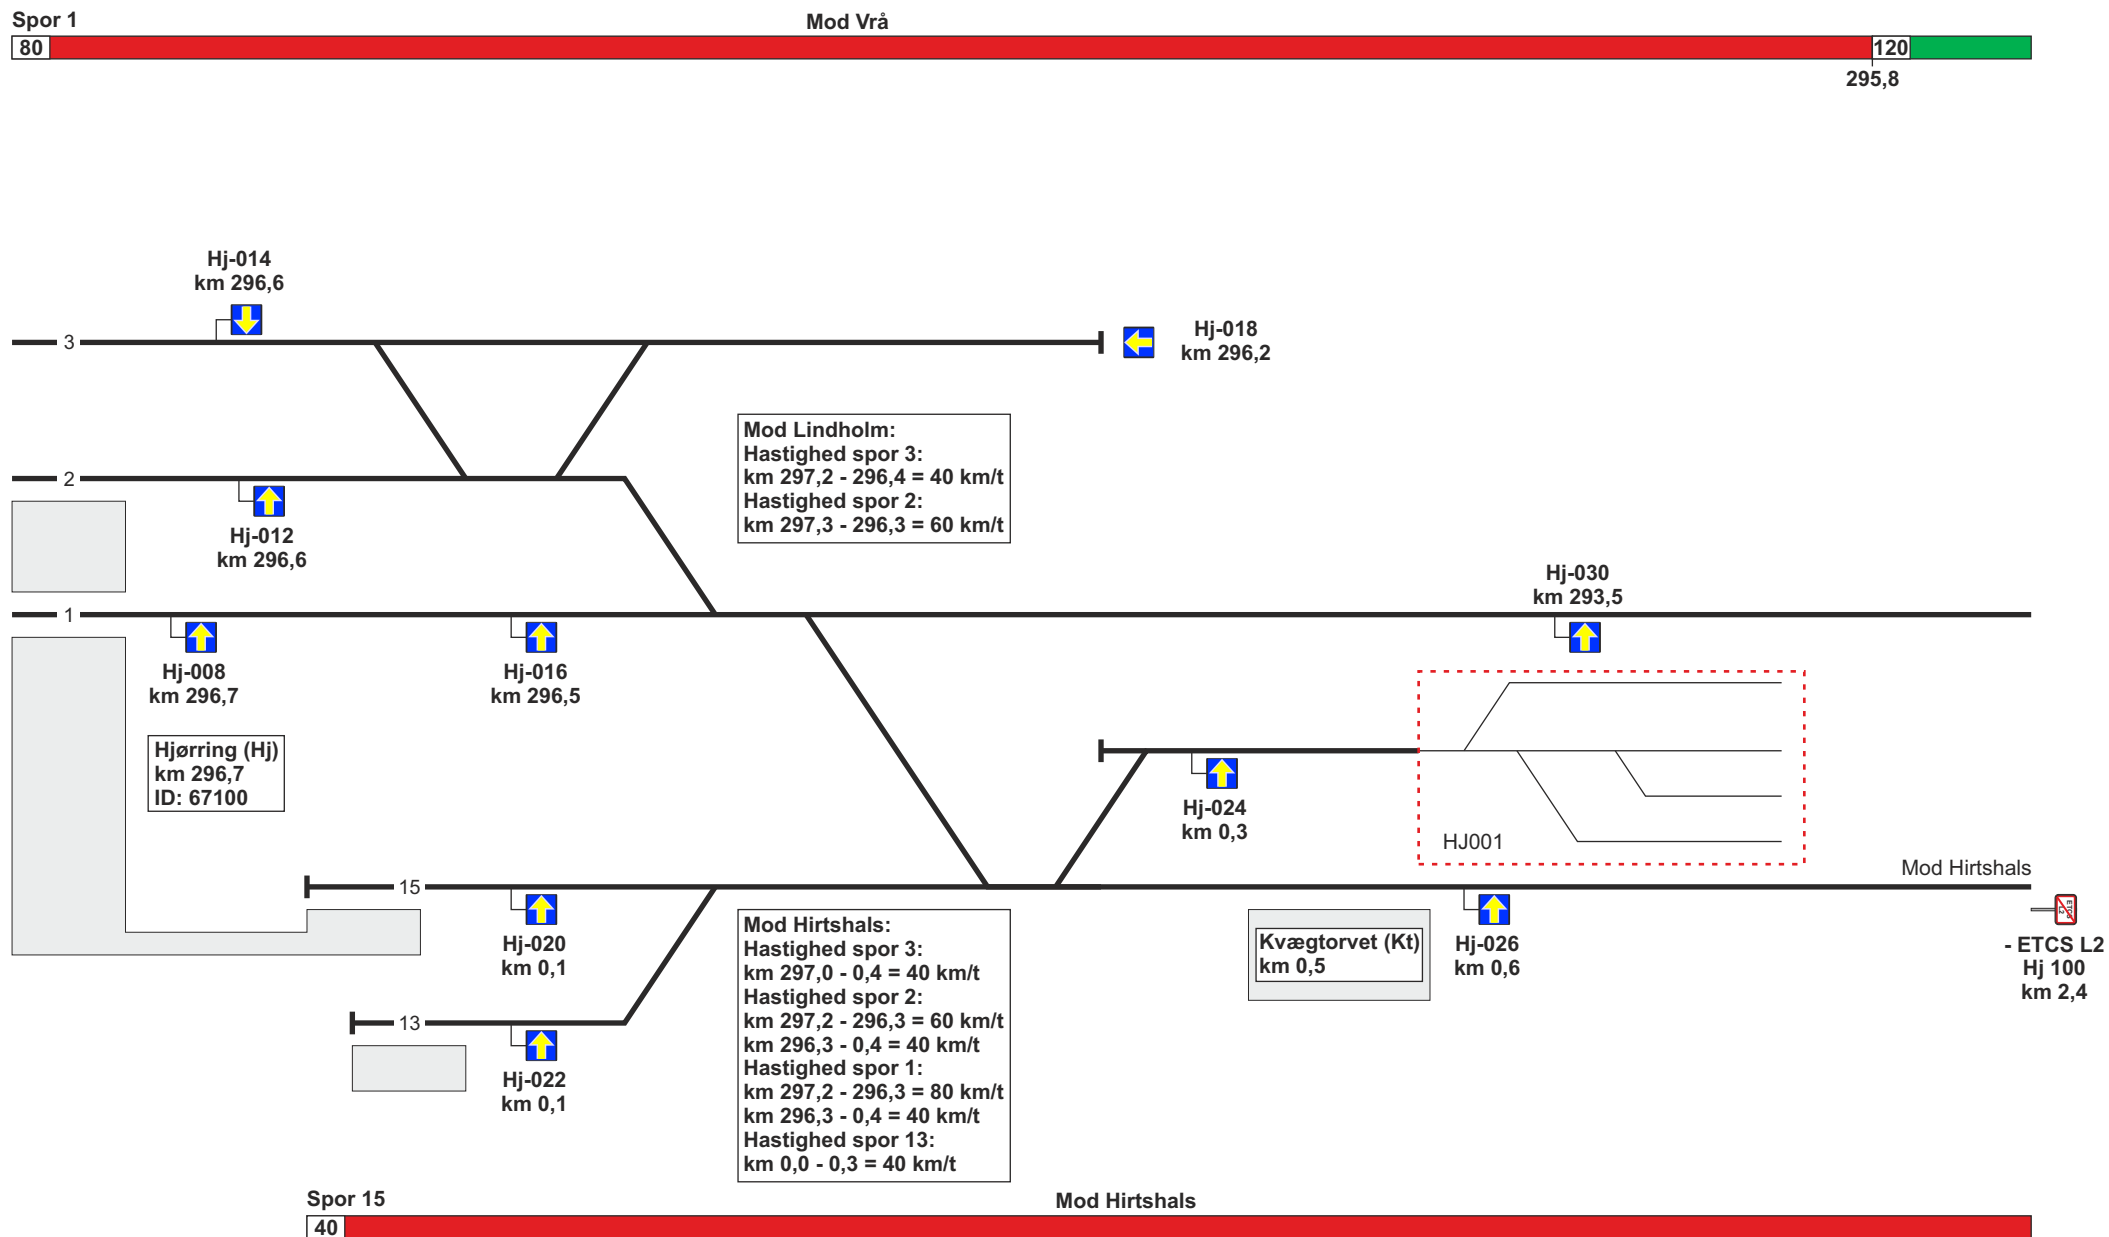 Spor 1
Mod Vrå
80
120
295,8
Hj-014
km 296,6
3
Hj-018
km 296,2
Mod Lindholm:
Hastighed spor 3:
km 297,2 - 296,4 = 40 km/t
Hastighed spor 2:
km 297,3 - 296,3 = 60 km/t
2
Hj-012
km 296,6
Hj-030
km 293,5
1
Hj-008
km 296,7
Hj-016
km 296,5
Hjørring (Hj)
km 296,7
ID: 67100
Hj-024
km 0,3
HJ001
Mod Hirtshals
15
Hj-020
km 0,1
Mod Hirtshals:
Hastighed spor 3:
km 297,0 - 0,4 = 40 km/t
Hastighed spor 2:
km 297,2 - 296,3 = 60 km/t
km 296,3 - 0,4 = 40 km/t
Hastighed spor 1:
km 297,2 - 296,3 = 80 km/t
km 296,3 - 0,4 = 40 km/t
Hastighed spor 13:
km 0,0 - 0,3 = 40 km/t
Kvægtorvet (Kt)
km 0,5
Hj-026
km 0,6
ETCS
L2
- ETCS L2
Hj 100
km 2,4
13
Hj-022
km 0,1
Spor 15
Mod Hirtshals
40